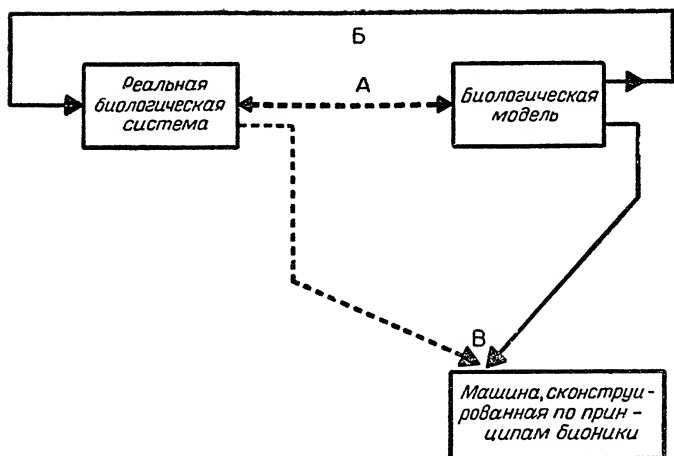 Б
Реальная
биологическая
система
А
Биологическая
модель
В
Машина, сконструи-
рованная по прин-
ципам бионики